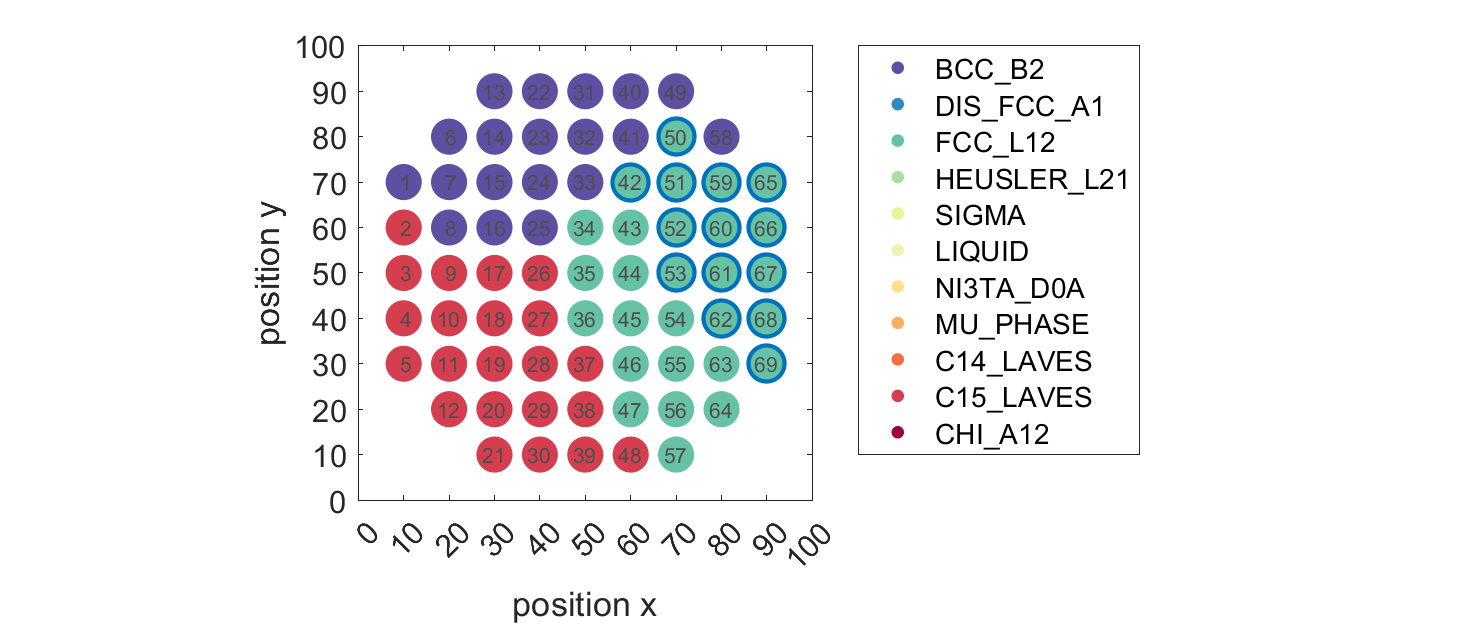 100
90
80
70
60
50
40
30
20
10
0
position y
13 22 31 40 49
6 14 23 32 41 50 58
1 7 15 24 33 42 51 59 65
2 8 16 25 34 43 52 60 66
3 9 17 26 35 44 53 61 67
4 10 18 27 36 45 54 62 68
5 11 19 28 37 46 55 63 69
12 20 29 38 47 56 64
21 30 39 48 57
0 10 20 30 40 50 60 70 80 90 100
position x
BCC_B2
DIS_FCC_A1
FCC_L12
HEUSLER_L21
SIGMA
LIQUID
NI3TA_D0A
MU_PHASE
C14_LAVES
C15_LAVES
CHI_A12